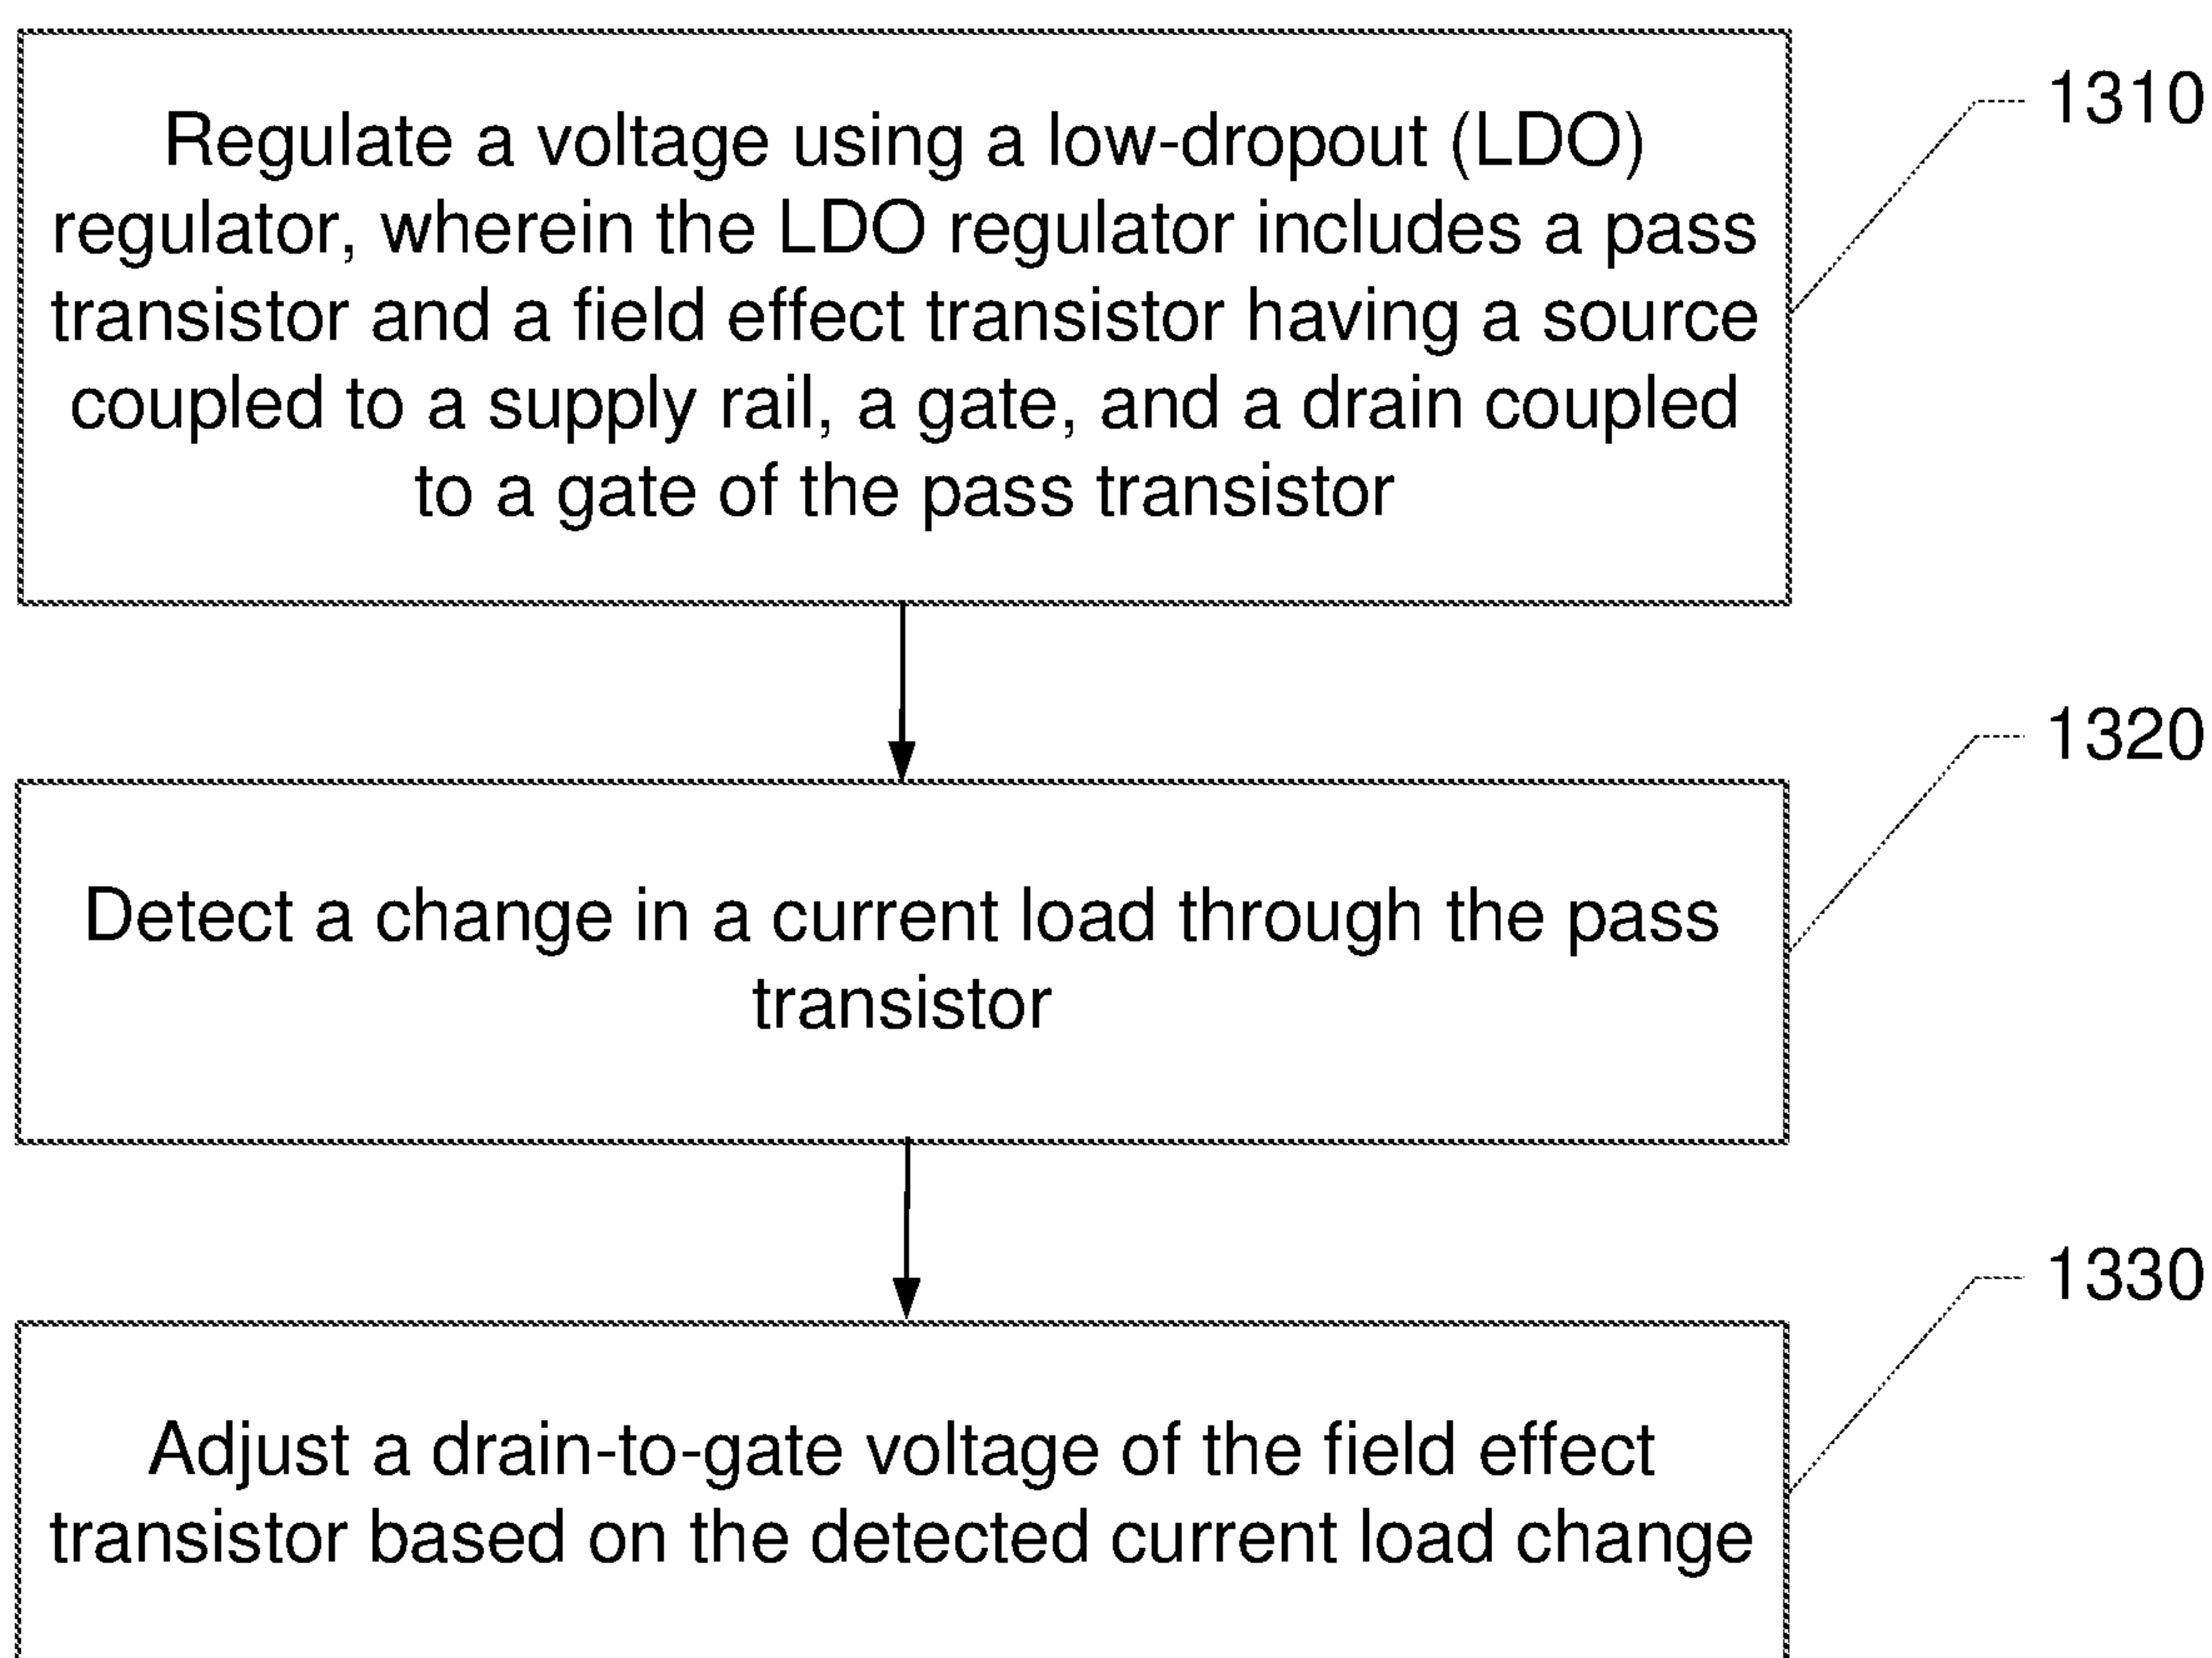 Regulate a voltage using a low-dropout (LDO)
regulator, wherein the LDO regulator includes a pass
transistor and a field effect transistor having a source
coupled to a supply rail, a gate, and a drain coupled
to a gate of the pass transistor
1310
Detect a change in a current load through the pass
transistor
1320
Adjust a drain-to-gate voltage of the field effect
transistor based on the detected current load change
1330